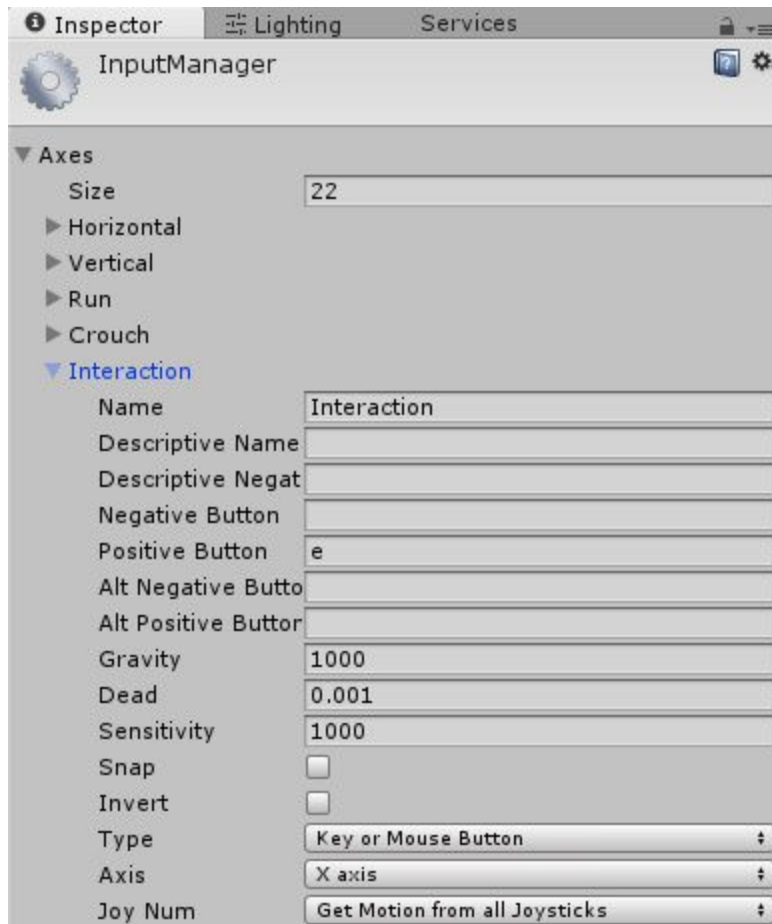 Inspector Lighting Services
InputManager
Axes
Size 22
Horizontal
Vertical
Run
Crouch
Interaction
Name Interaction
Descriptive Name
Descriptive Negat
Negative Button
Positive Button e
Alt Negative Butto
Alt Positive Button
Gravity 1000
Dead 0.001
Sensitivity 1000
Snap
Invert
Type Key or Mouse Button
Axis X axis
Joy Num Get Motion from all Joysticks